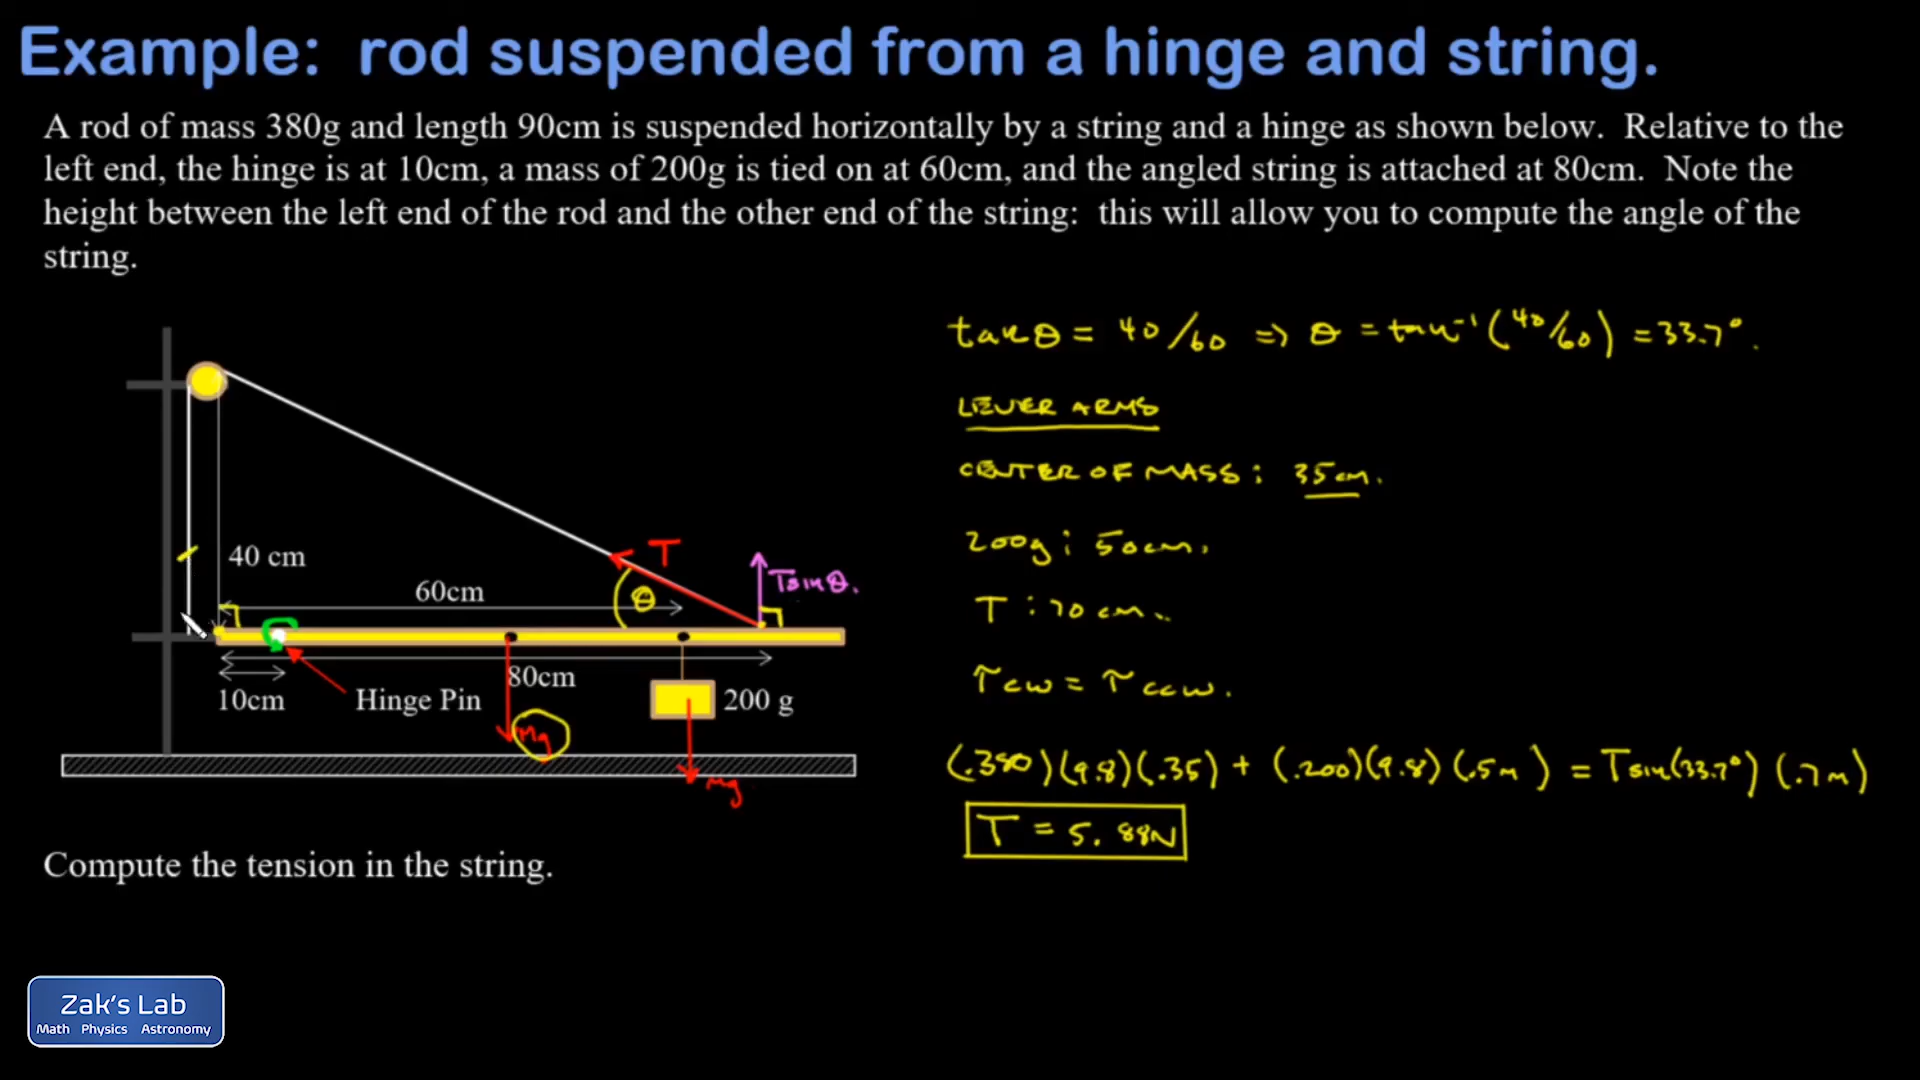 Example: rod suspended from a hinge and string.
A rod of mass 380g and length 90cm is suspended horizontally by a string and a hinge as shown below. Relative to the
left end, the hinge is at 10cm, a mass of 200g is tied on at 60cm, and the angled string is attached at 80cm. Note the
height between the left end of the rod and the other end of the string: this will allow you to compute the angle of the
string.
tanθ = 40/60 => θ = tan⁻¹(40/60) = 33.7°.
LEVER ARMS
CENTER OF MASS: 35cm.
200g: 50cm.
T: 70cm.
τcw = τccw.
(.380)(9.8)(.35) + (.200)(9.8)(.5m) = Tsin(33.7°)(.7m)
T = 5.88N
40 cm
60cm
T
θ
Tsinθ.
80cm
10cm
Hinge Pin
200 g
Mg
mg
Compute the tension in the string.
Zak's Lab
Math Physics Astronomy